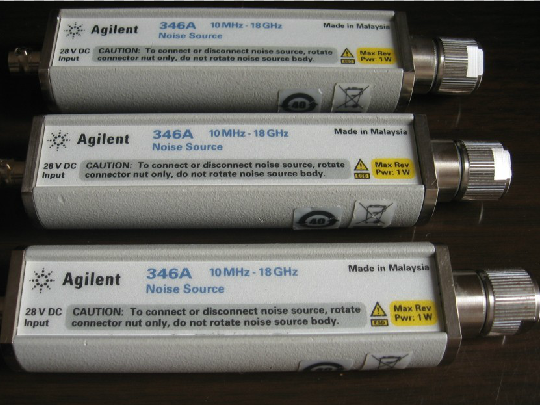 Agilent 346A 10 MHz - 18 GHz Made in Malaysia
Noise Source
28 V DC CAUTION: To connect or disconnect noise source, rotate Max Rev
Input connector nut only, do not rotate noise source body. Pwr: 1 W
40
Agilent 346A 10 MHz - 18 GHz Made in Malaysia
Noise Source
28 V DC CAUTION: To connect or disconnect noise source, rotate Max Rev
Input connector nut only, do not rotate noise source body. Pwr: 1 W
40
Agilent 346A 10 MHz - 18 GHz Made in Malaysia
Noise Source
28 V DC CAUTION: To connect or disconnect noise source, rotate Max Rev
Input connector nut only, do not rotate noise source body. Pwr: 1 W